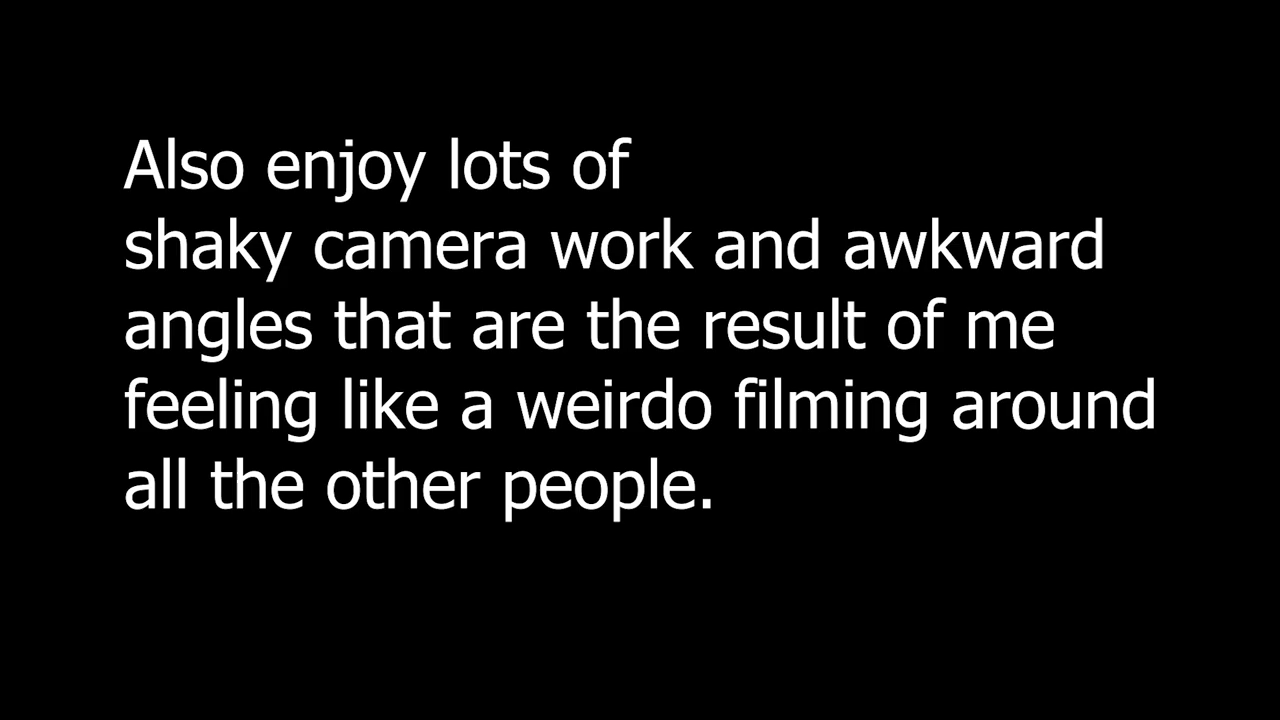 Also enjoy lots of
shaky camera work and awkward
angles that are the result of me
feeling like a weirdo filming around
all the other people.